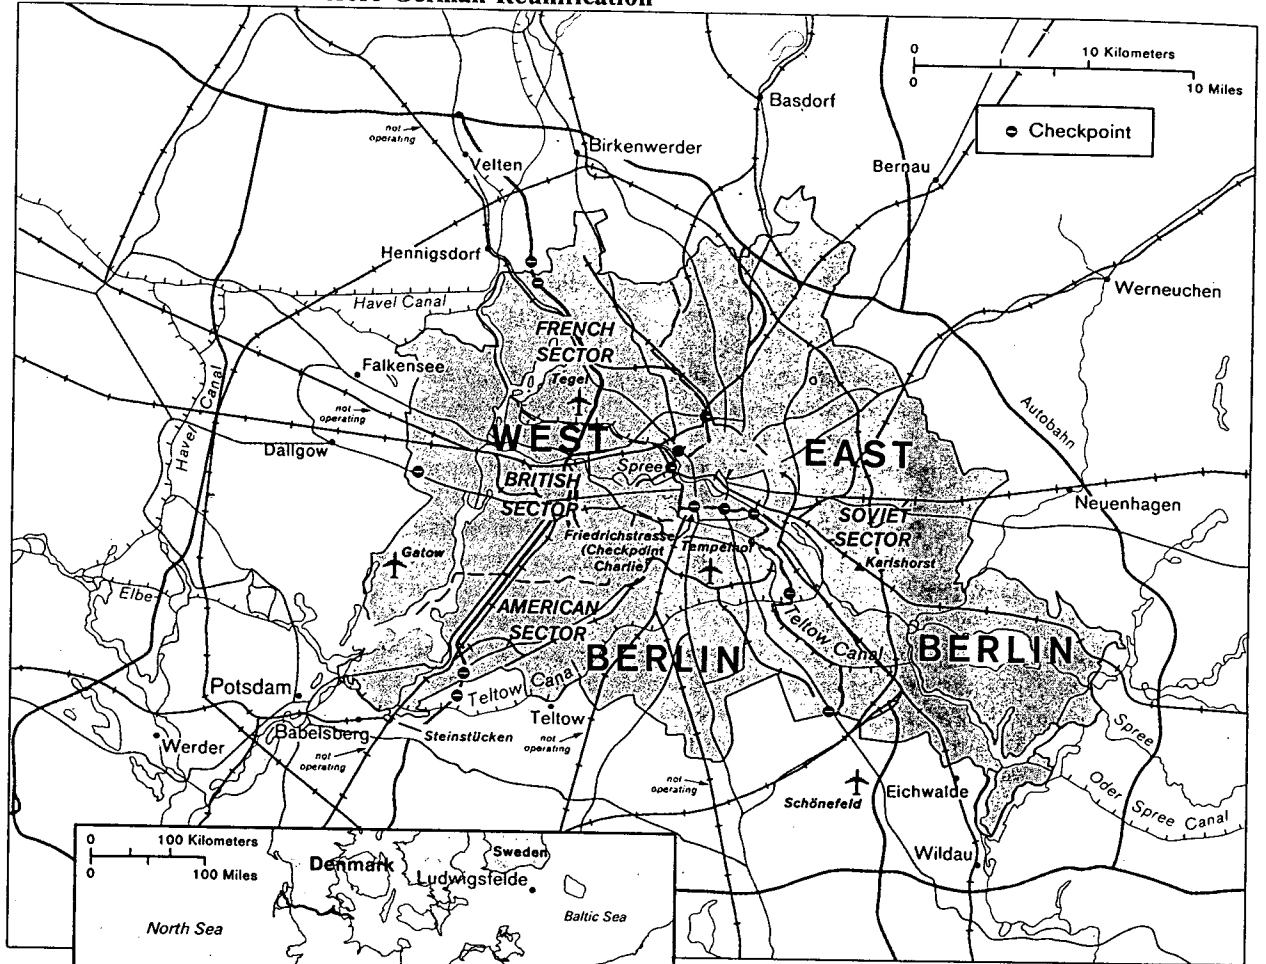 German Reunification
0
10 Kilometers
0
10 Miles
Checkpoint
Basdorf
not
operating
Birkenwerder
Velten
Bernau
Hennigsdorf
Havel Canal
Werneuchen
FRENCH
SECTOR
Falkensee
Tegel
Havel Canal
not
operating
Autobahn
WEST
EAST
Dallgow
Spree
BRITISH
SECTOR
Neuenhagen
SOVIET
SECTOR
Friedrichstrasse
(Checkpoint
Charlie)
Tempelhof
Gatow
Karlshorst
Elbe
AMERICAN
SECTOR
Teltow Canal
BERLIN
BERLIN
Potsdam
Teltow Canal
Teltow
Spree
Babelsberg
Steinstücken
Werder
not
operating
not
operating
not
operating
Schönefeld
Eichwalde
Oder Spree Canal
Wildau
0
100 Kilometers
0
100 Miles
Denmark
Sweden
Ludwigsfelde
North Sea
Baltic Sea